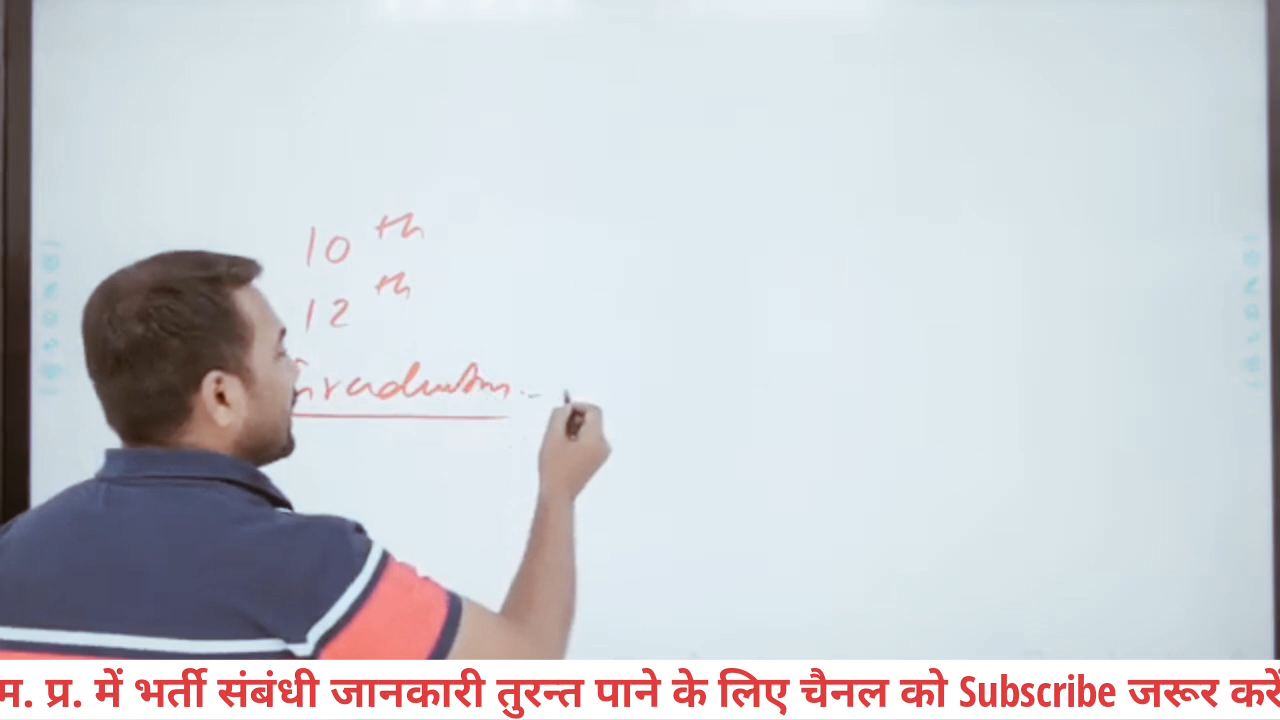 10th
12th
Graduation
म. प्र. में भर्ती संबंधी जानकारी तुरन्त पाने के लिए चैनल को Subscribe जरूर करें